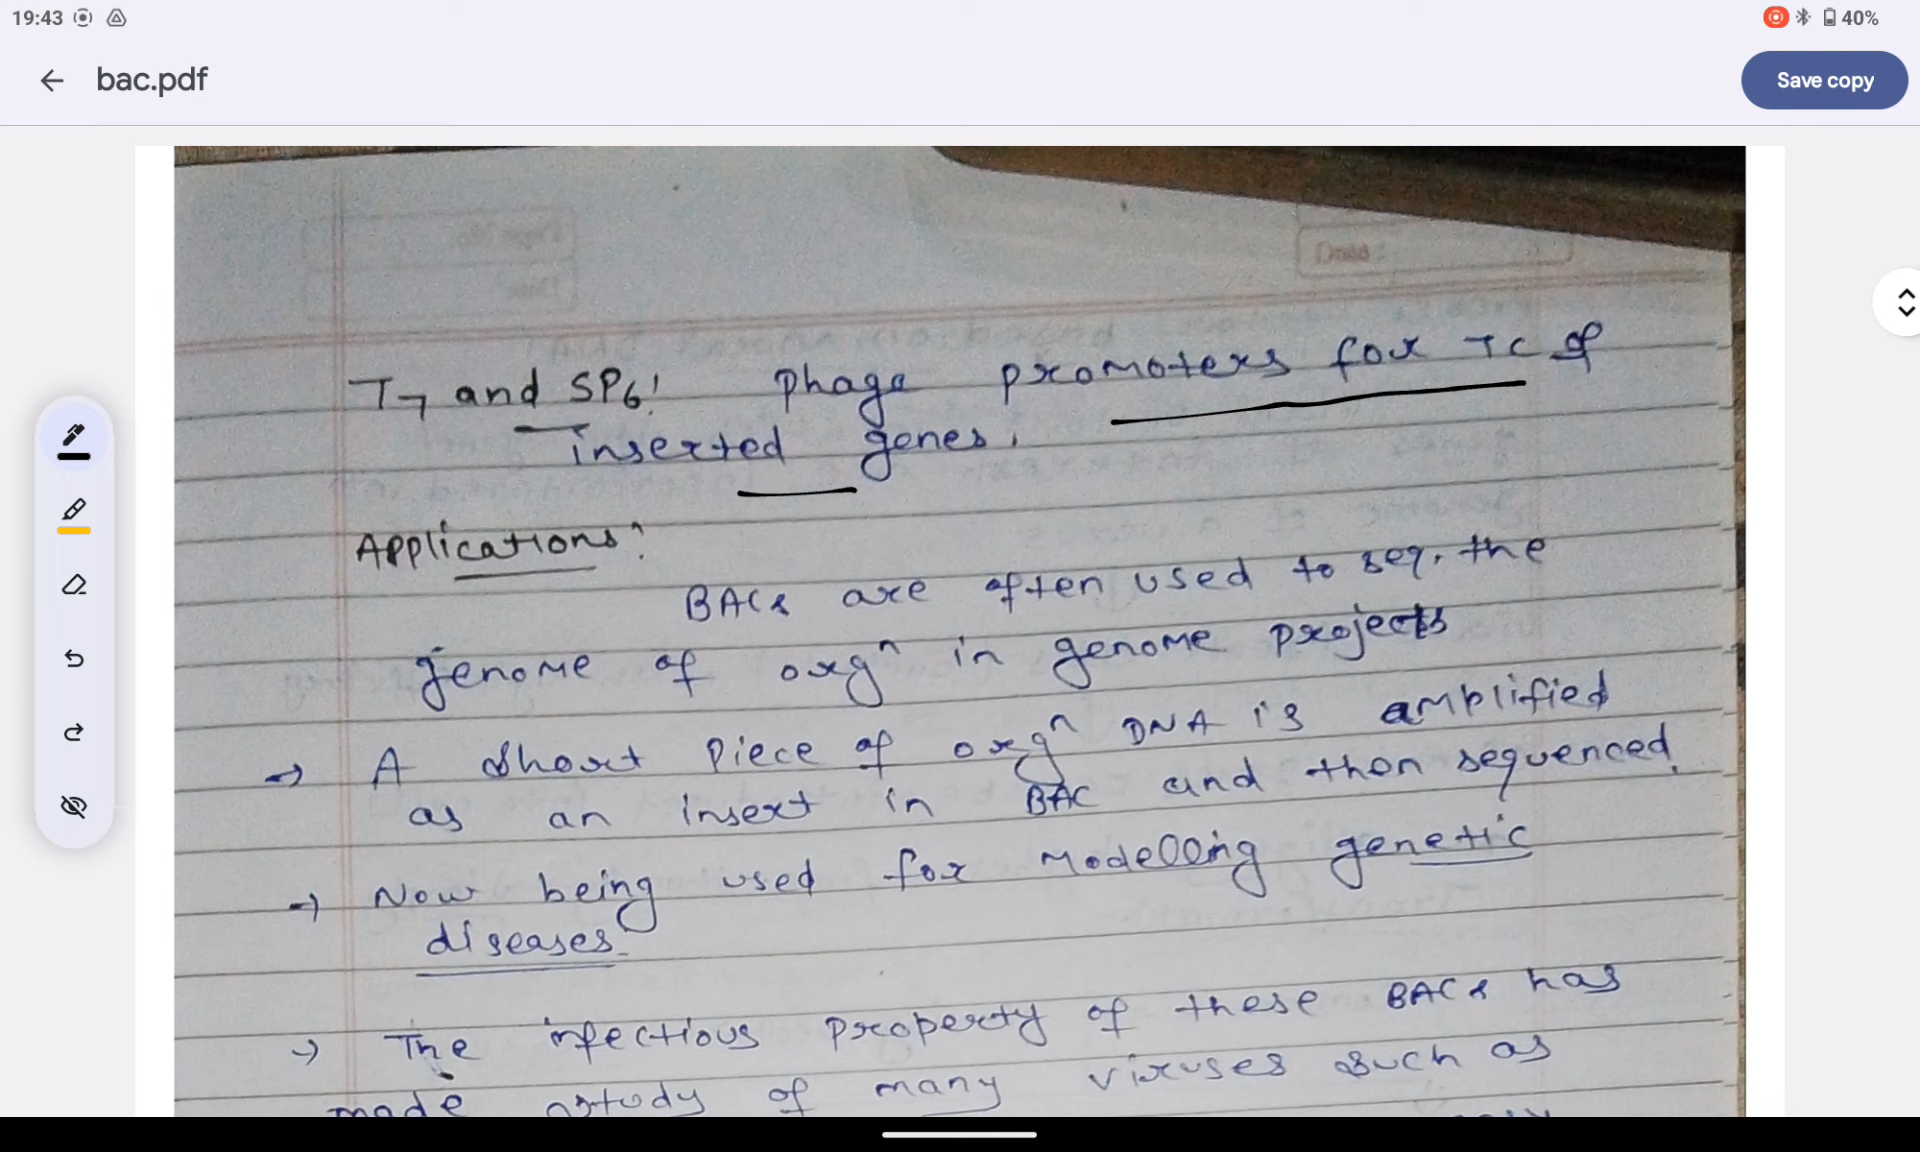 19:43
40%
bac.pdf
Save copy
Date
T7 and SP6: Phage promoters for TC of
inserted genes.
Applications:
BACs are often used to seq. the
genome of orgn in genome projects
→ A short piece of orgn DNA is amplified
as an insert in BAC and then sequenced.
→ Now being used for modelling genetic
diseases.
→ The infectious property of these BACs has
made study of many viruses such as